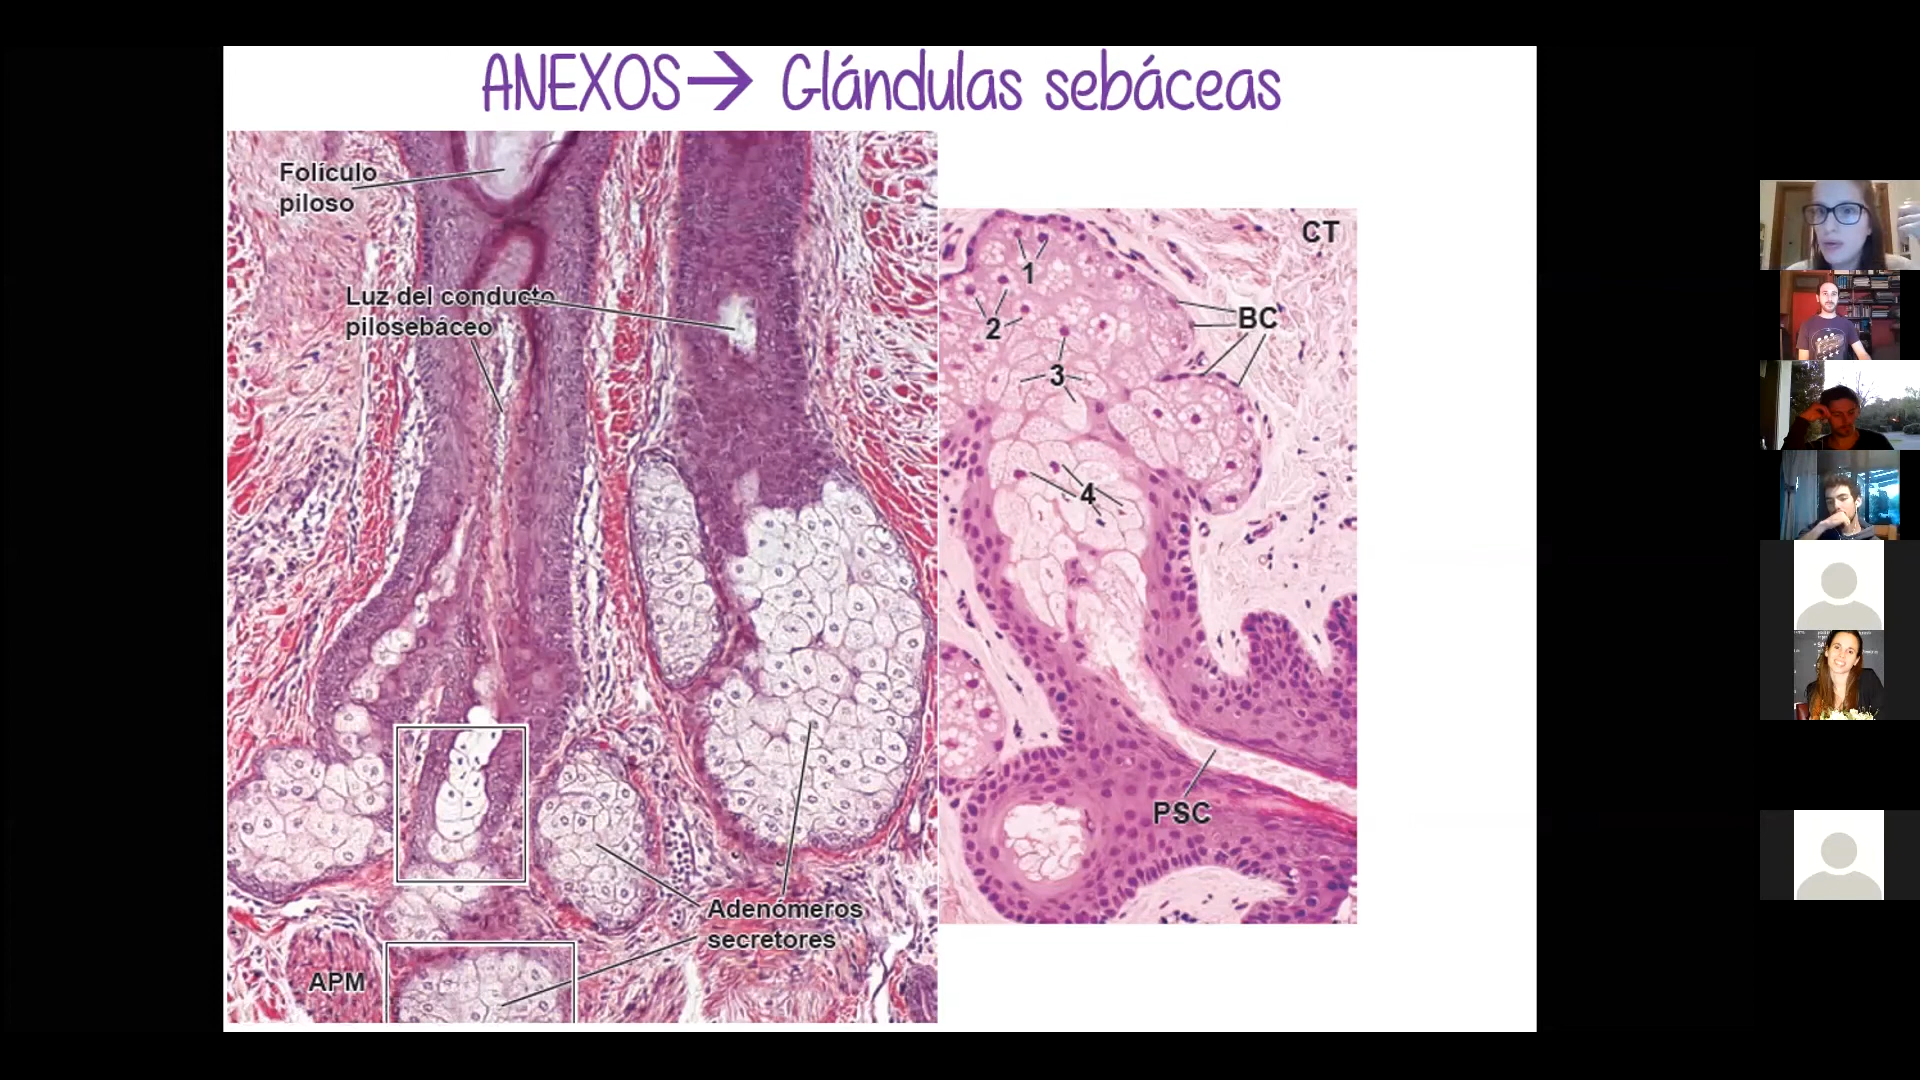 ANEXOS→ Glándulas sebáceas
Folículo
piloso
Luz del conducto
pilosebáceo
Adenómeros
secretores
APM
CT
1
BC
2
3
4
PSC